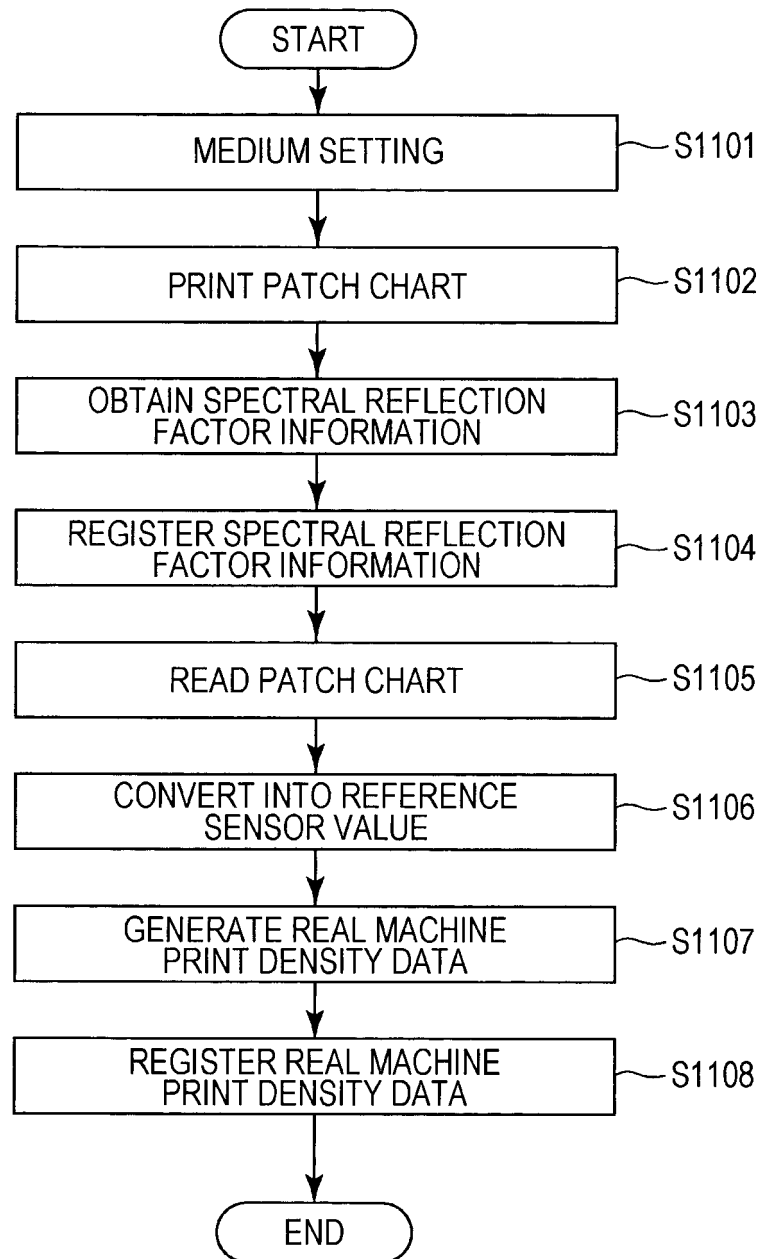 START
MEDIUM SETTING
S1101
PRINT PATCH CHART
S1102
OBTAIN SPECTRAL REFLECTION
FACTOR INFORMATION
S1103
REGISTER SPECTRAL REFLECTION
FACTOR INFORMATION
S1104
READ PATCH CHART
S1105
CONVERT INTO REFERENCE
SENSOR VALUE
S1106
GENERATE REAL MACHINE
PRINT DENSITY DATA
S1107
REGISTER REAL MACHINE
PRINT DENSITY DATA
S1108
END